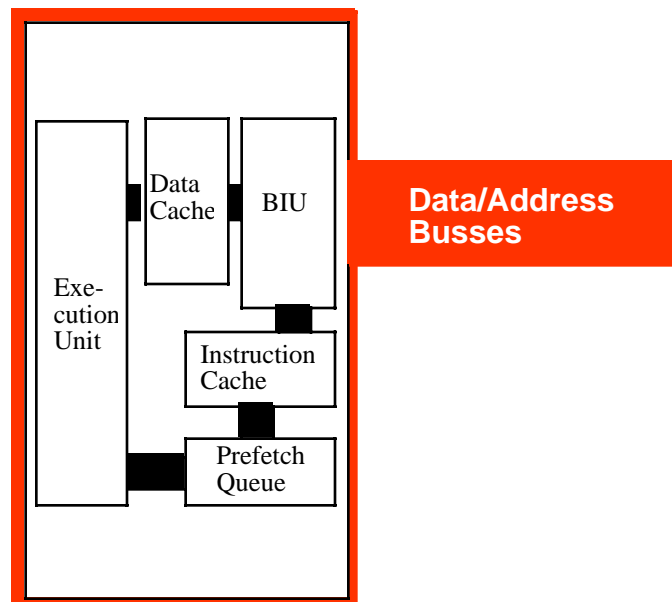 Data
Cache
BIU
Data/Address
Busses
Exe-
cution
Unit
Instruction
Cache
Prefetch
Queue